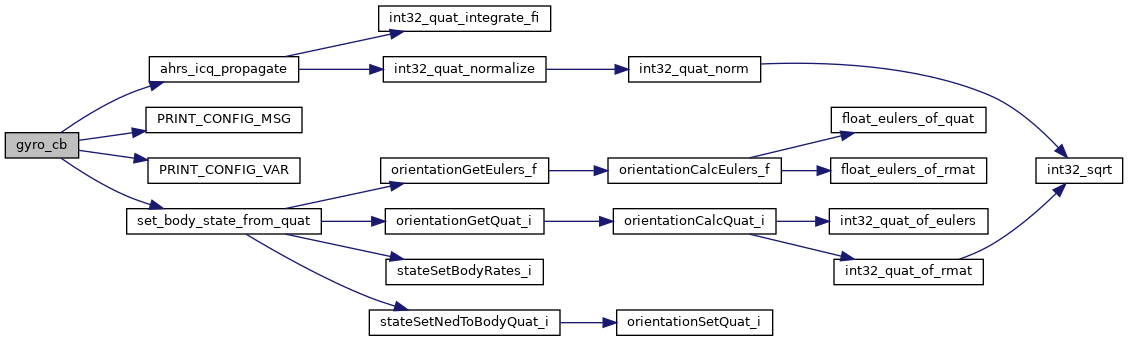 gyro_cb
ahrs_icq_propagate
int32_quat_integrate_fi
int32_quat_normalize
int32_quat_norm
int32_sqrt
PRINT_CONFIG_MSG
PRINT_CONFIG_VAR
set_body_state_from_quat
orientationGetEulers_f
orientationCalcEulers_f
float_eulers_of_quat
float_eulers_of_rmat
orientationGetQuat_i
orientationCalcQuat_i
int32_quat_of_eulers
int32_quat_of_rmat
stateSetBodyRates_i
stateSetNedToBodyQuat_i
orientationSetQuat_i